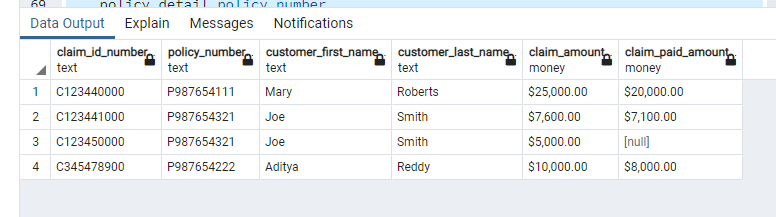 69 policy_detail.policy_number
Data Output Explain Messages Notifications
claim_id_number policy_number customer_first_name customer_last_name claim_amount claim_paid_amount
text text text text money money
1 C123440000 P987654111 Mary Roberts $25,000.00 $20,000.00
2 C123441000 P987654321 Joe Smith $7,600.00 $7,100.00
3 C123450000 P987654321 Joe Smith $5,000.00 [null]
4 C345478900 P987654222 Aditya Reddy $10,000.00 $8,000.00